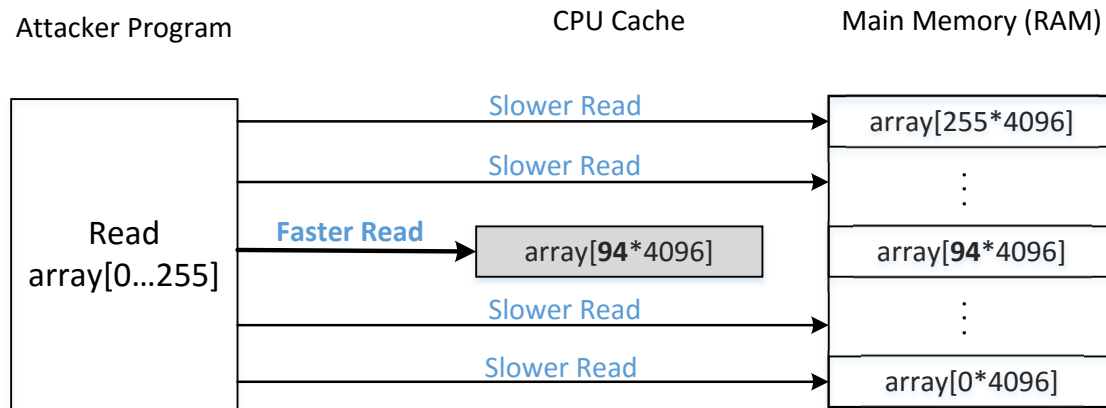 Attacker Program
CPU Cache
Main Memory (RAM)
Slower Read
array[255*4096]
Slower Read
⋮
Read
array[0...255]
Faster Read
array[94*4096]
array[94*4096]
Slower Read
⋮
Slower Read
array[0*4096]